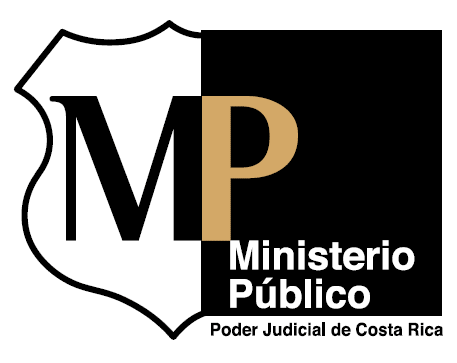 MP
Ministerio
Público
Poder Judicial de Costa Rica